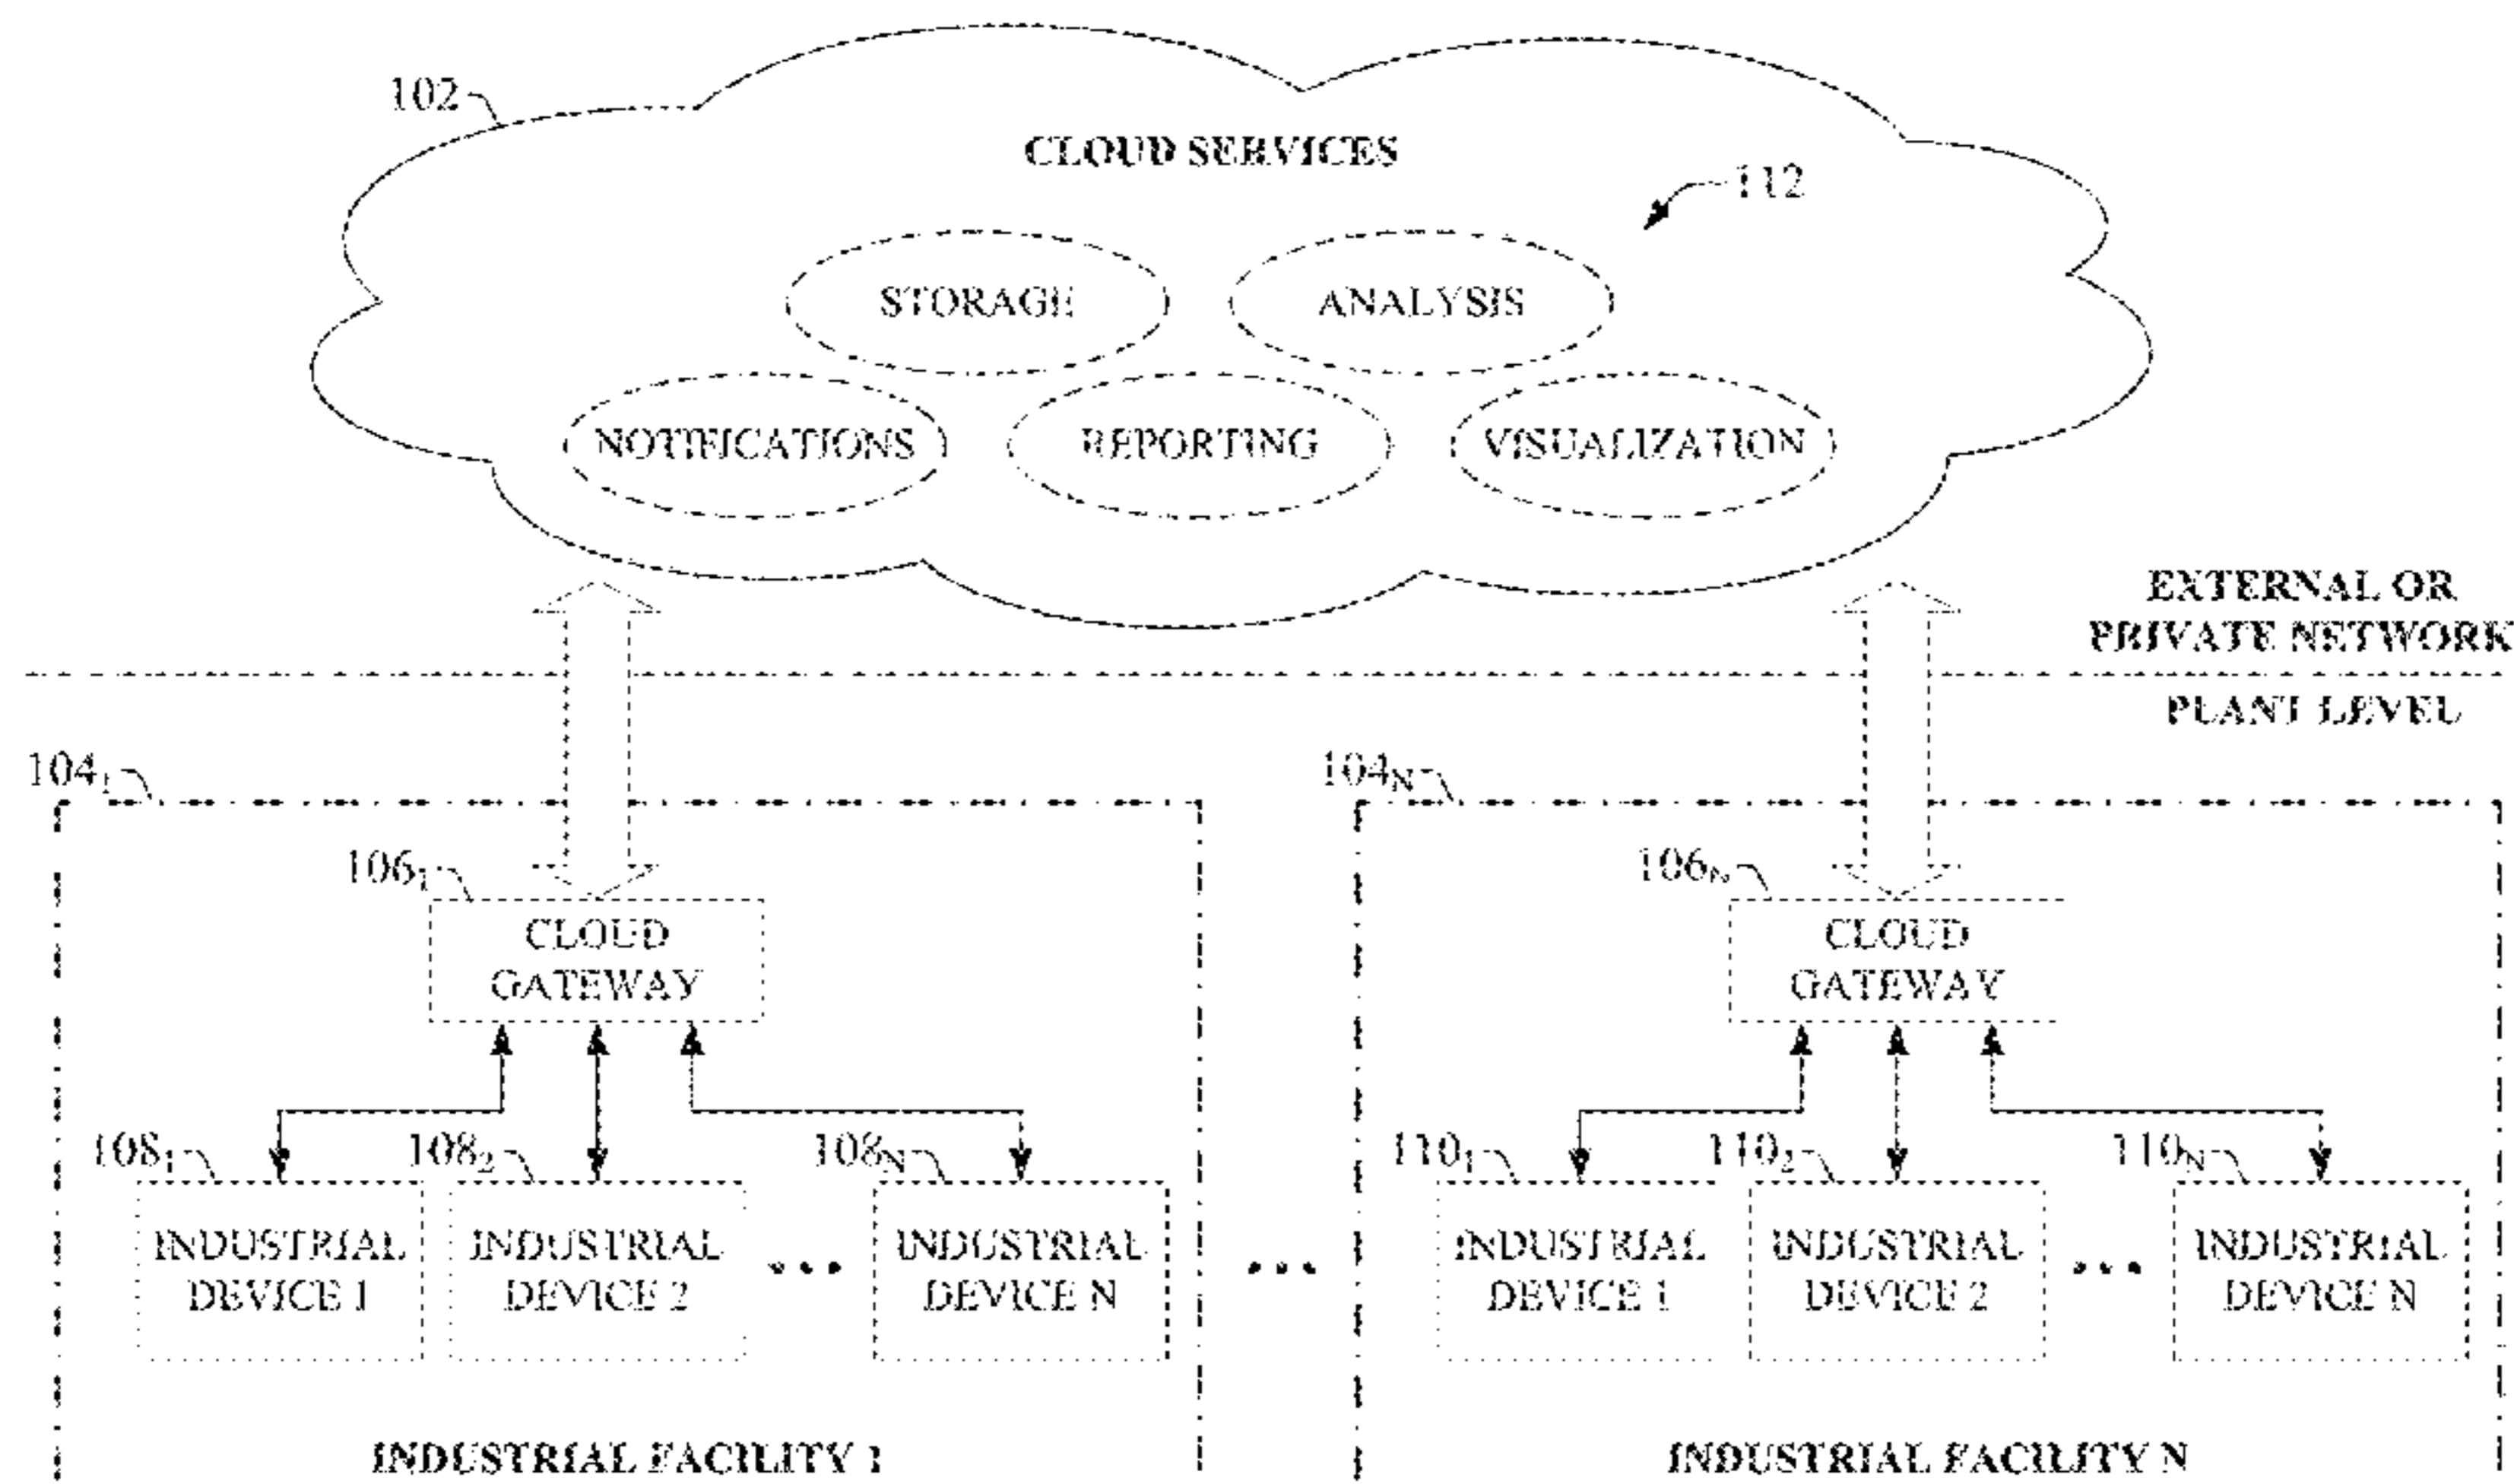 102
CLOUD SERVICES
112
STORAGE
ANALYSIS
NOTIFICATIONS
REPORTING
VISUALIZATION
EXTERNAL OR
PRIVATE NETWORK
PLANT LEVEL
104₁
104N
106₁
106N
CLOUD
GATEWAY
CLOUD
GATEWAY
108₁
108₂
108N
110₁
110₂
110N
INDUSTRIAL
DEVICE 1
INDUSTRIAL
DEVICE 2
•••
INDUSTRIAL
DEVICE N
•••
INDUSTRIAL
DEVICE 1
INDUSTRIAL
DEVICE 2
•••
INDUSTRIAL
DEVICE N
INDUSTRIAL FACILITY 1
INDUSTRIAL FACILITY N